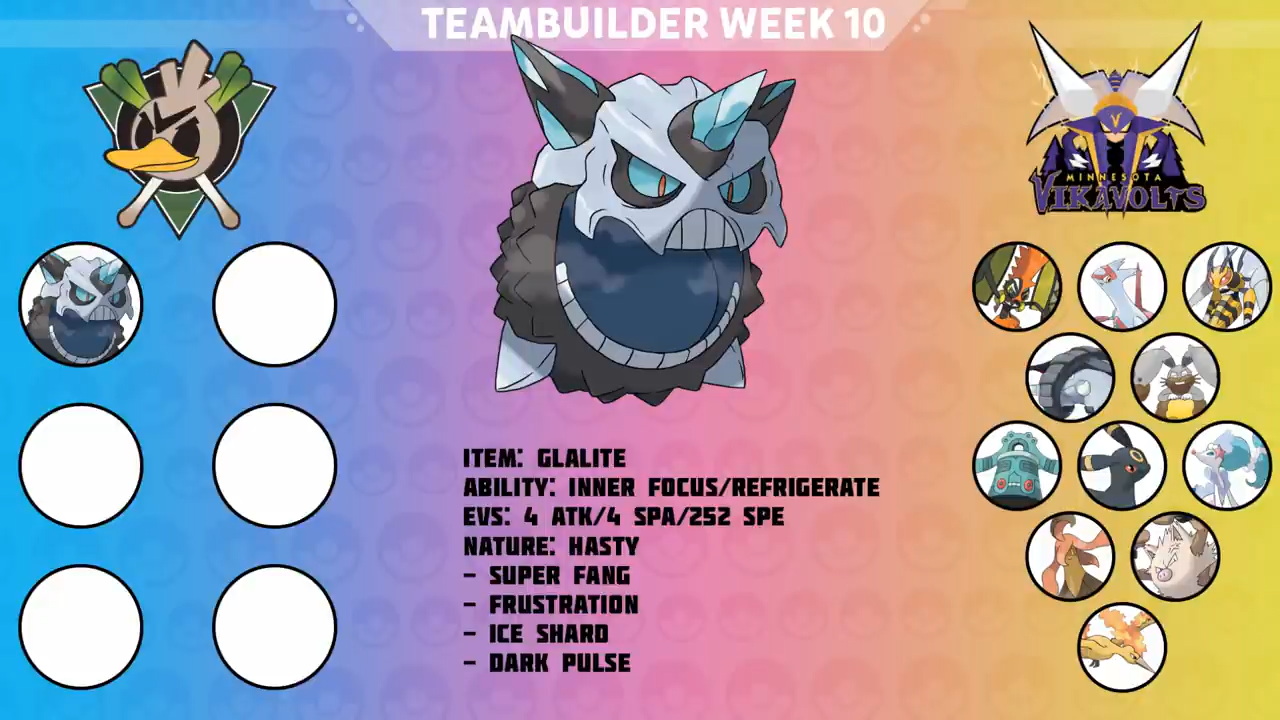 TEAMBUILDER WEEK 10
MINNESOTA
VIKAVOLTS
ITEM: GLALITE
ABILITY: INNER FOCUS/REFRIGERATE
EVS: 4 ATK/4 SPA/252 SPE
NATURE: HASTY
- SUPER FANG
- FRUSTRATION
- ICE SHARD
- DARK PULSE